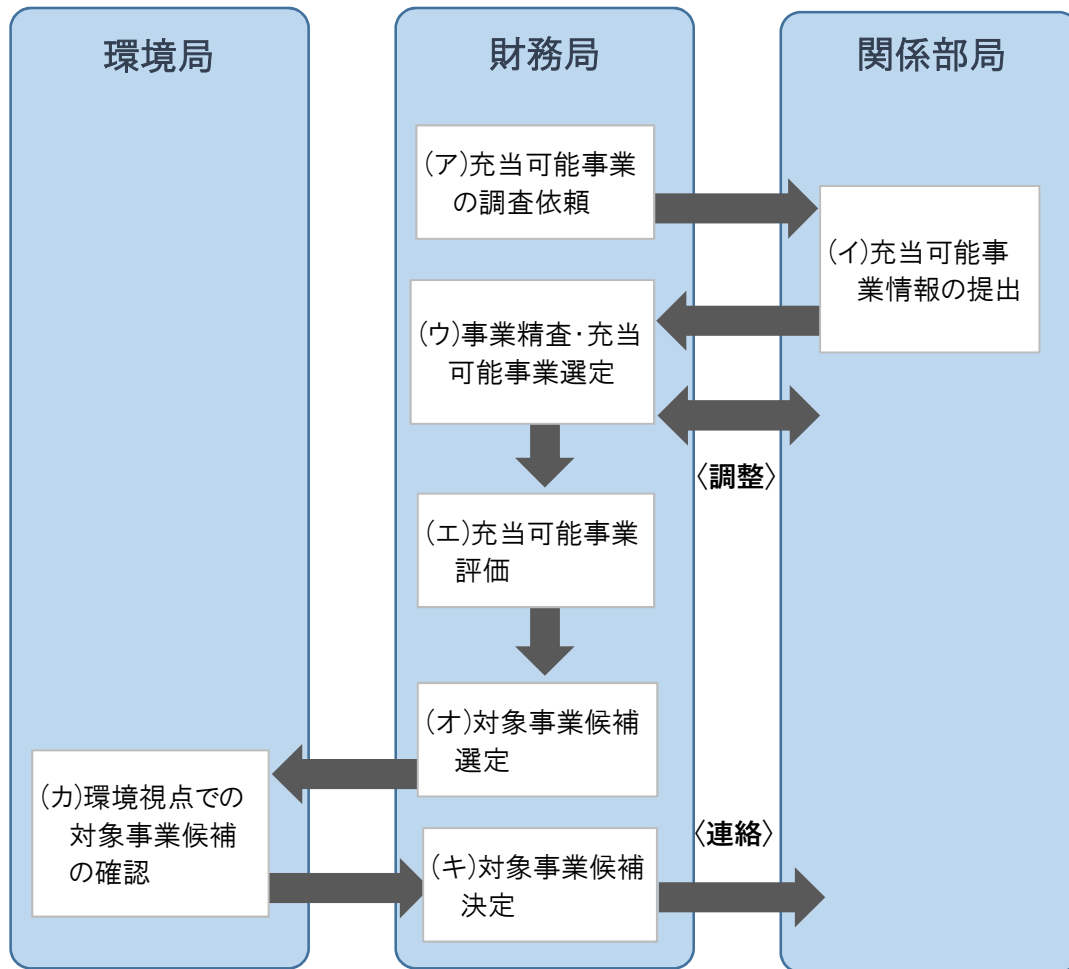 環境局
財務局
関係部局
(ア)充当可能事業
の調査依頼
(イ)充当可能事
業情報の提出
(ウ)事業精査・充当
可能事業選定
〈調整〉
(エ)充当可能事業
評価
(オ)対象事業候補
選定
(カ)環境視点での
対象事業候補
の確認
(キ)対象事業候補
決定
〈連絡〉